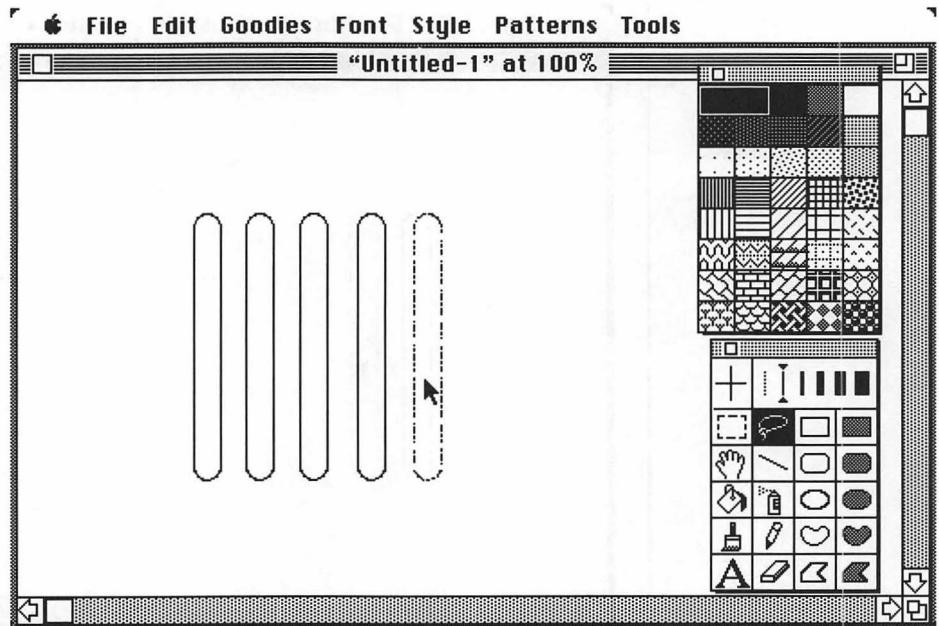 File Edit Goodies Font Style Patterns Tools
“Untitled-1” at 100%
A